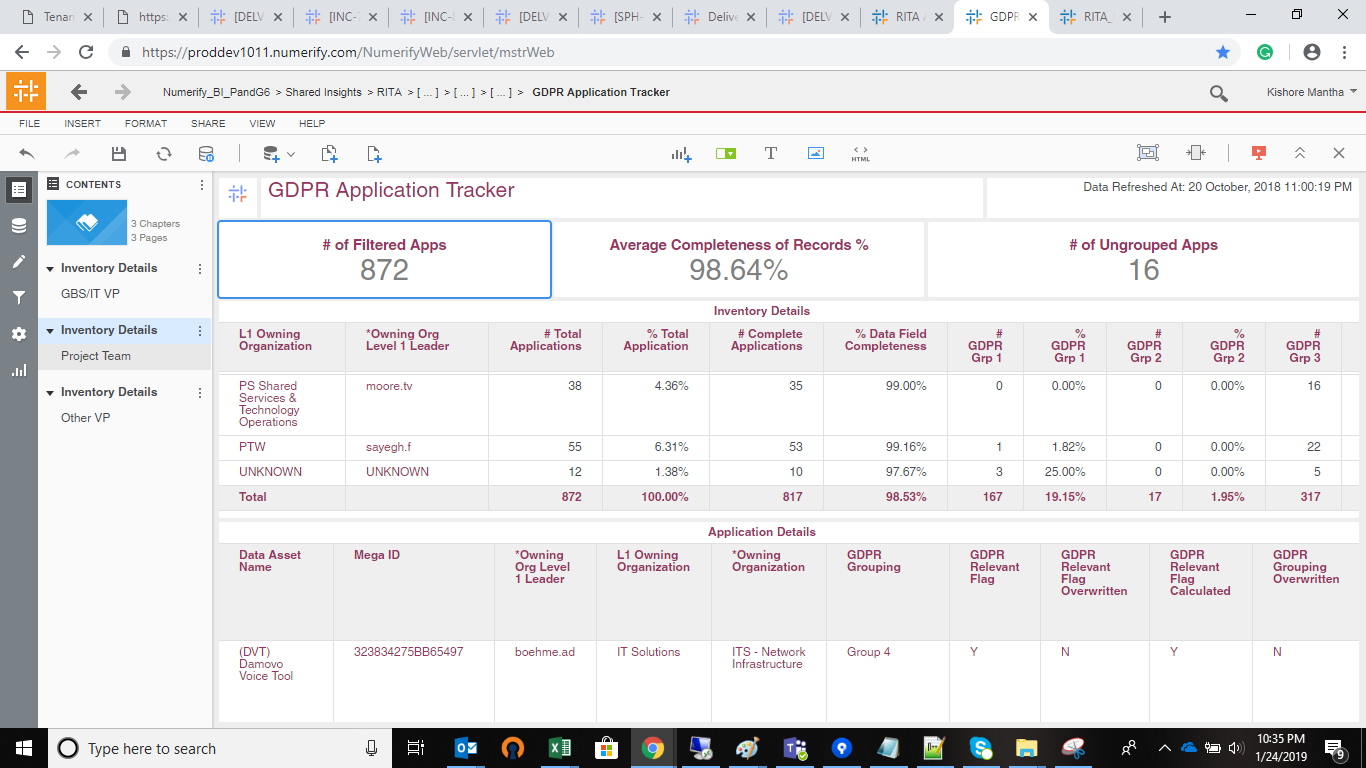 Tenan
https:
[DELV
[INC-
[INC-
[DELV
[SPH-
Delive
[DELV
RITA
GDPR
RITA_
https://proddev1011.numerify.com/NumerifyWeb/servlet/mstrWeb
Numerify_BI_PandG6 > Shared Insights > RITA > [ ... ] > [ ... ] > [ ... ] > GDPR Application Tracker
Kishore Mantha
FILE INSERT FORMAT SHARE VIEW HELP
HTML
CONTENTS
3 Chapters
3 Pages
Inventory Details
GBS/IT VP
Inventory Details
Project Team
Inventory Details
Other VP
GDPR Application Tracker
Data Refreshed At: 20 October, 2018 11:00:19 PM
# of Filtered Apps
872
Average Completeness of Records %
98.64%
# of Ungrouped Apps
16
Inventory Details
L1 Owning Organization *Owning Org Level 1 Leader # Total Applications % Total Application # Complete Applications % Data Field Completeness # GDPR Grp 1 % GDPR Grp 1 # GDPR Grp 2 % GDPR Grp 2 # GDPR Grp 3
PS Shared Services & Technology Operations moore.tv 38 4.36% 35 99.00% 0 0.00% 0 0.00% 16
PTW sayegh.f 55 6.31% 53 99.16% 1 1.82% 0 0.00% 22
UNKNOWN UNKNOWN 12 1.38% 10 97.67% 3 25.00% 0 0.00% 5
Total 872 100.00% 817 98.53% 167 19.15% 17 1.95% 317
Application Details
Data Asset Name Mega ID *Owning Org Level 1 Leader L1 Owning Organization *Owning Organization GDPR Grouping GDPR Relevant Flag GDPR Relevant Flag Overwritten GDPR Relevant Flag Calculated GDPR Grouping Overwritten
(DVT) Damovo Voice Tool 323834275BB65497 boehme.ad IT Solutions ITS - Network Infrastructure Group 4 Y N Y N
Type here to search
10:35 PM
1/24/2019
9